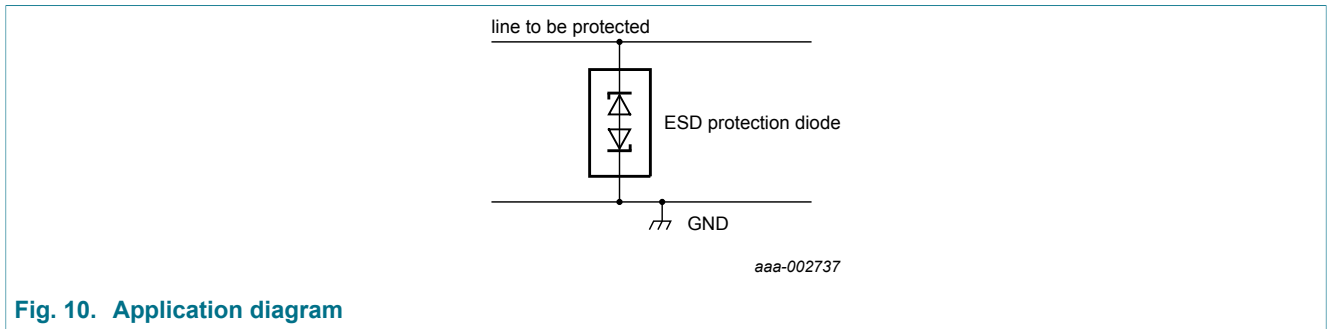 line to be protected
ESD protection diode
GND
aaa-002737
Fig. 10. Application diagram